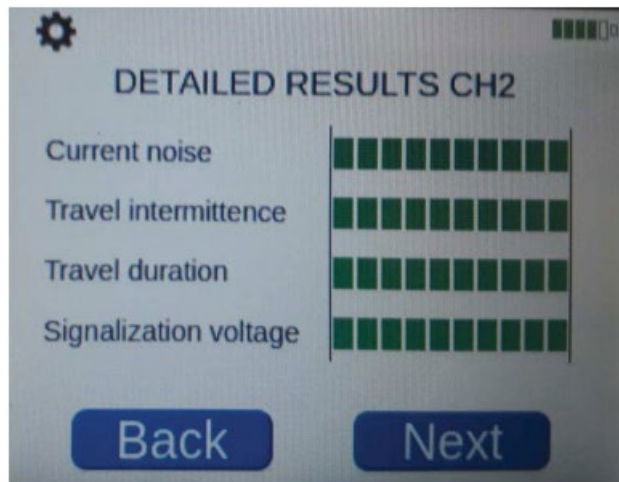 DETAILED RESULTS CH2
Current noise
Travel intermittence
Travel duration
Signalization voltage
Back
Next